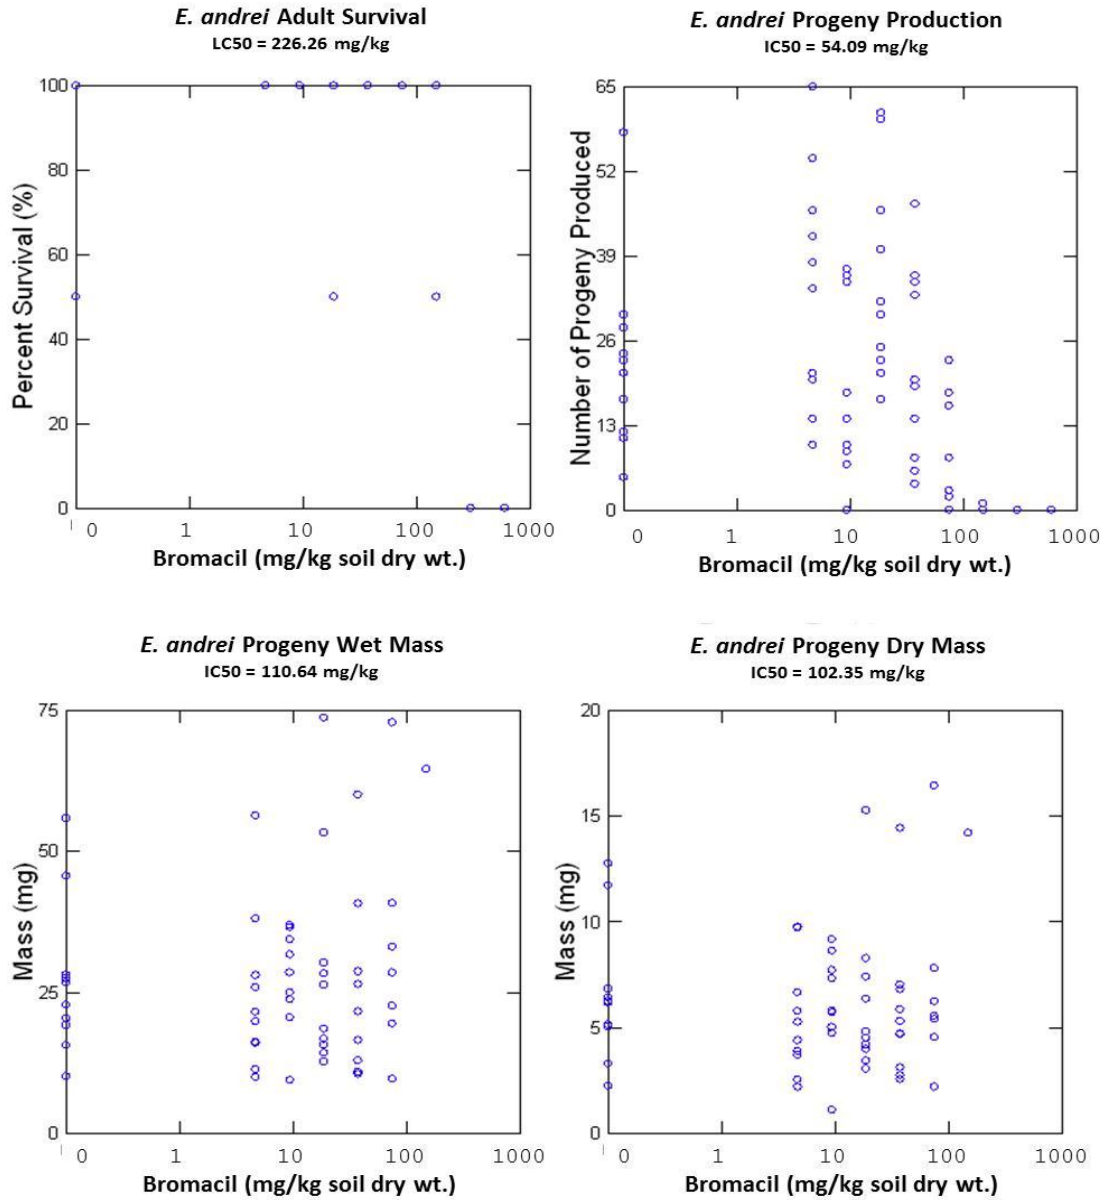 E. andrei Adult Survival
LC50 = 226.26 mg/kg
100
80
60
40
20
0
Percent Survival (%)
0 1 10 100 1000
Bromacil (mg/kg soil dry wt.)
E. andrei Progeny Production
IC50 = 54.09 mg/kg
65
52
39
26
13
0
Number of Progeny Produced
0 1 10 100 1000
Bromacil (mg/kg soil dry wt.)
E. andrei Progeny Wet Mass
IC50 = 110.64 mg/kg
75
50
25
0
Mass (mg)
0 1 10 100 1000
Bromacil (mg/kg soil dry wt.)
E. andrei Progeny Dry Mass
IC50 = 102.35 mg/kg
20
15
10
5
0
Mass (mg)
0 1 10 100 1000
Bromacil (mg/kg soil dry wt.)